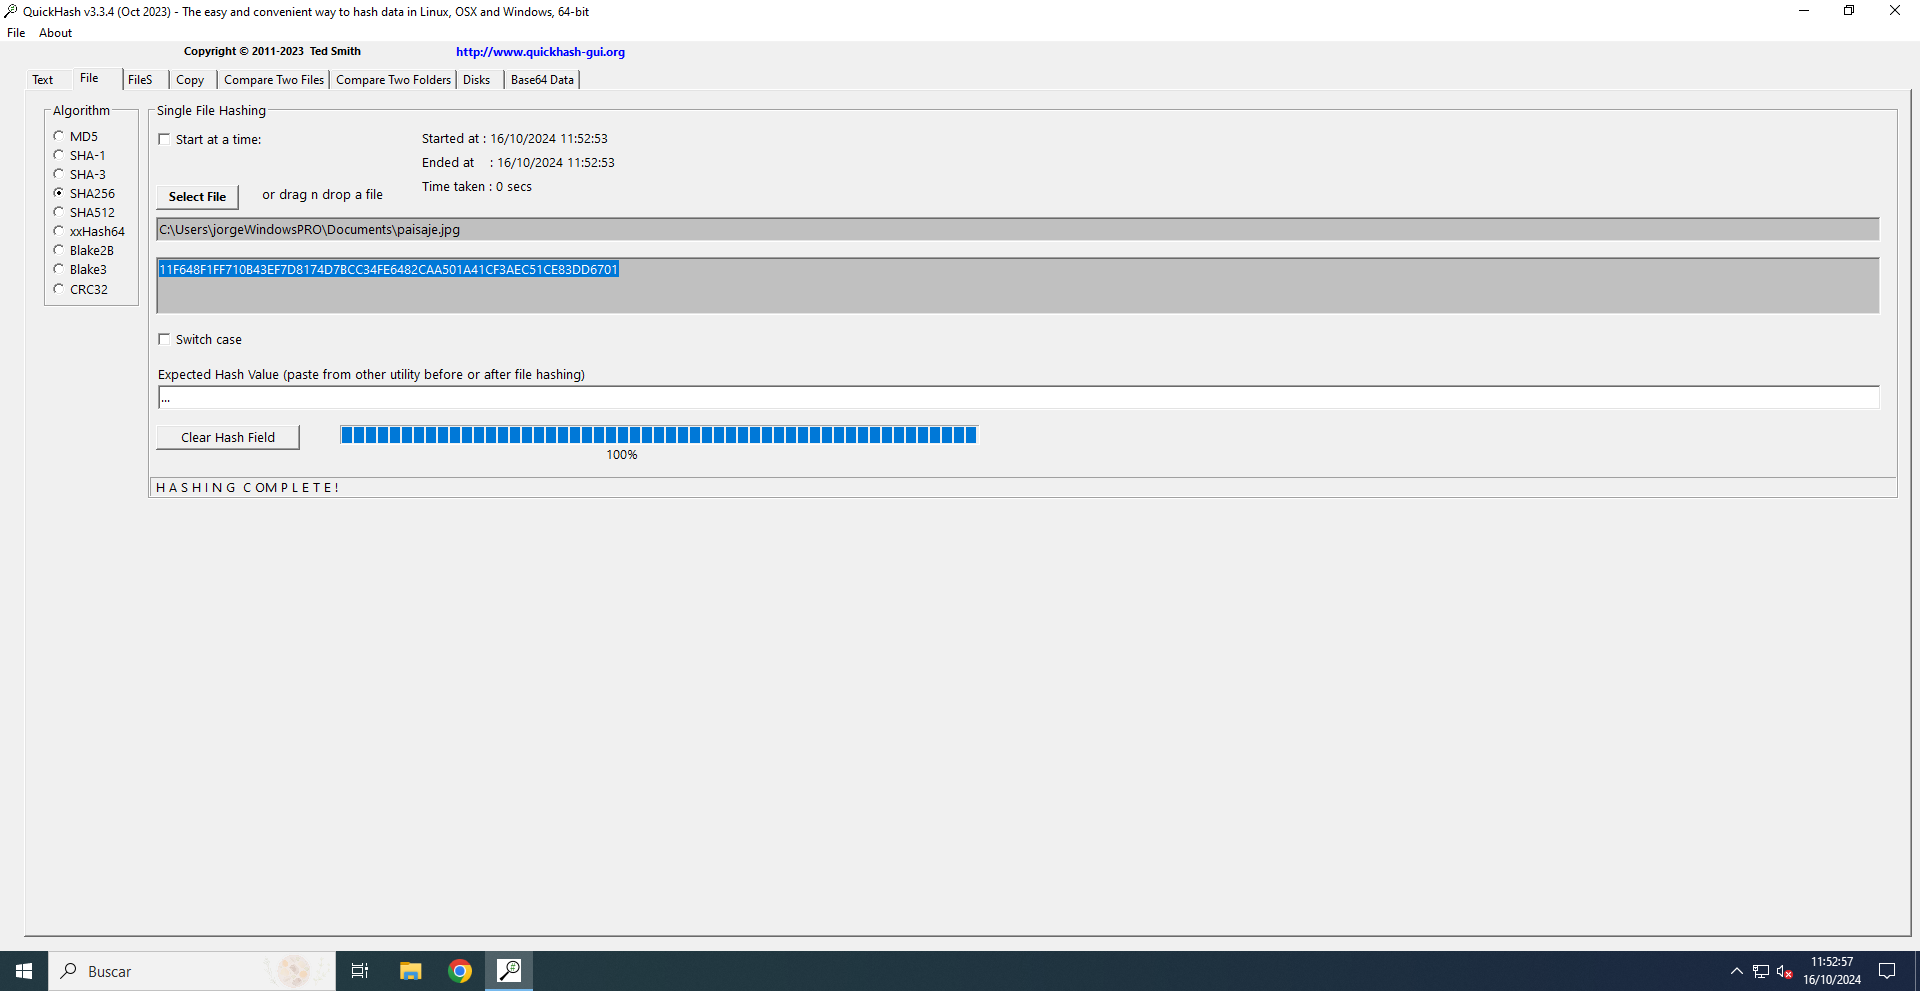 QuickHash v3.3.4 (Oct 2023) - The easy and convenient way to hash data in Linux, OSX and Windows, 64-bit
File About
Copyright © 2011-2023 Ted Smith http://www.quickhash-gui.org
Text File FileS Copy Compare Two Files Compare Two Folders Disks Base64 Data
Algorithm
MD5
SHA-1
SHA-3
SHA256
SHA512
xxHash64
Blake2B
Blake3
CRC32
Single File Hashing
Start at a time:
Started at : 16/10/2024 11:52:53
Ended at : 16/10/2024 11:52:53
Time taken : 0 secs
Select File or drag n drop a file
C:\Users\jorgeWindowsPRO\Documents\paisaje.jpg
11F648F1FF710B43EF7D8174D7BCC34FE6482CAA501A41CF3AEC51CE83DD6701
Switch case
Expected Hash Value (paste from other utility before or after file hashing)
...
Clear Hash Field
100%
H A S H I N G C O M P L E T E !
Buscar
11:52:57
16/10/2024